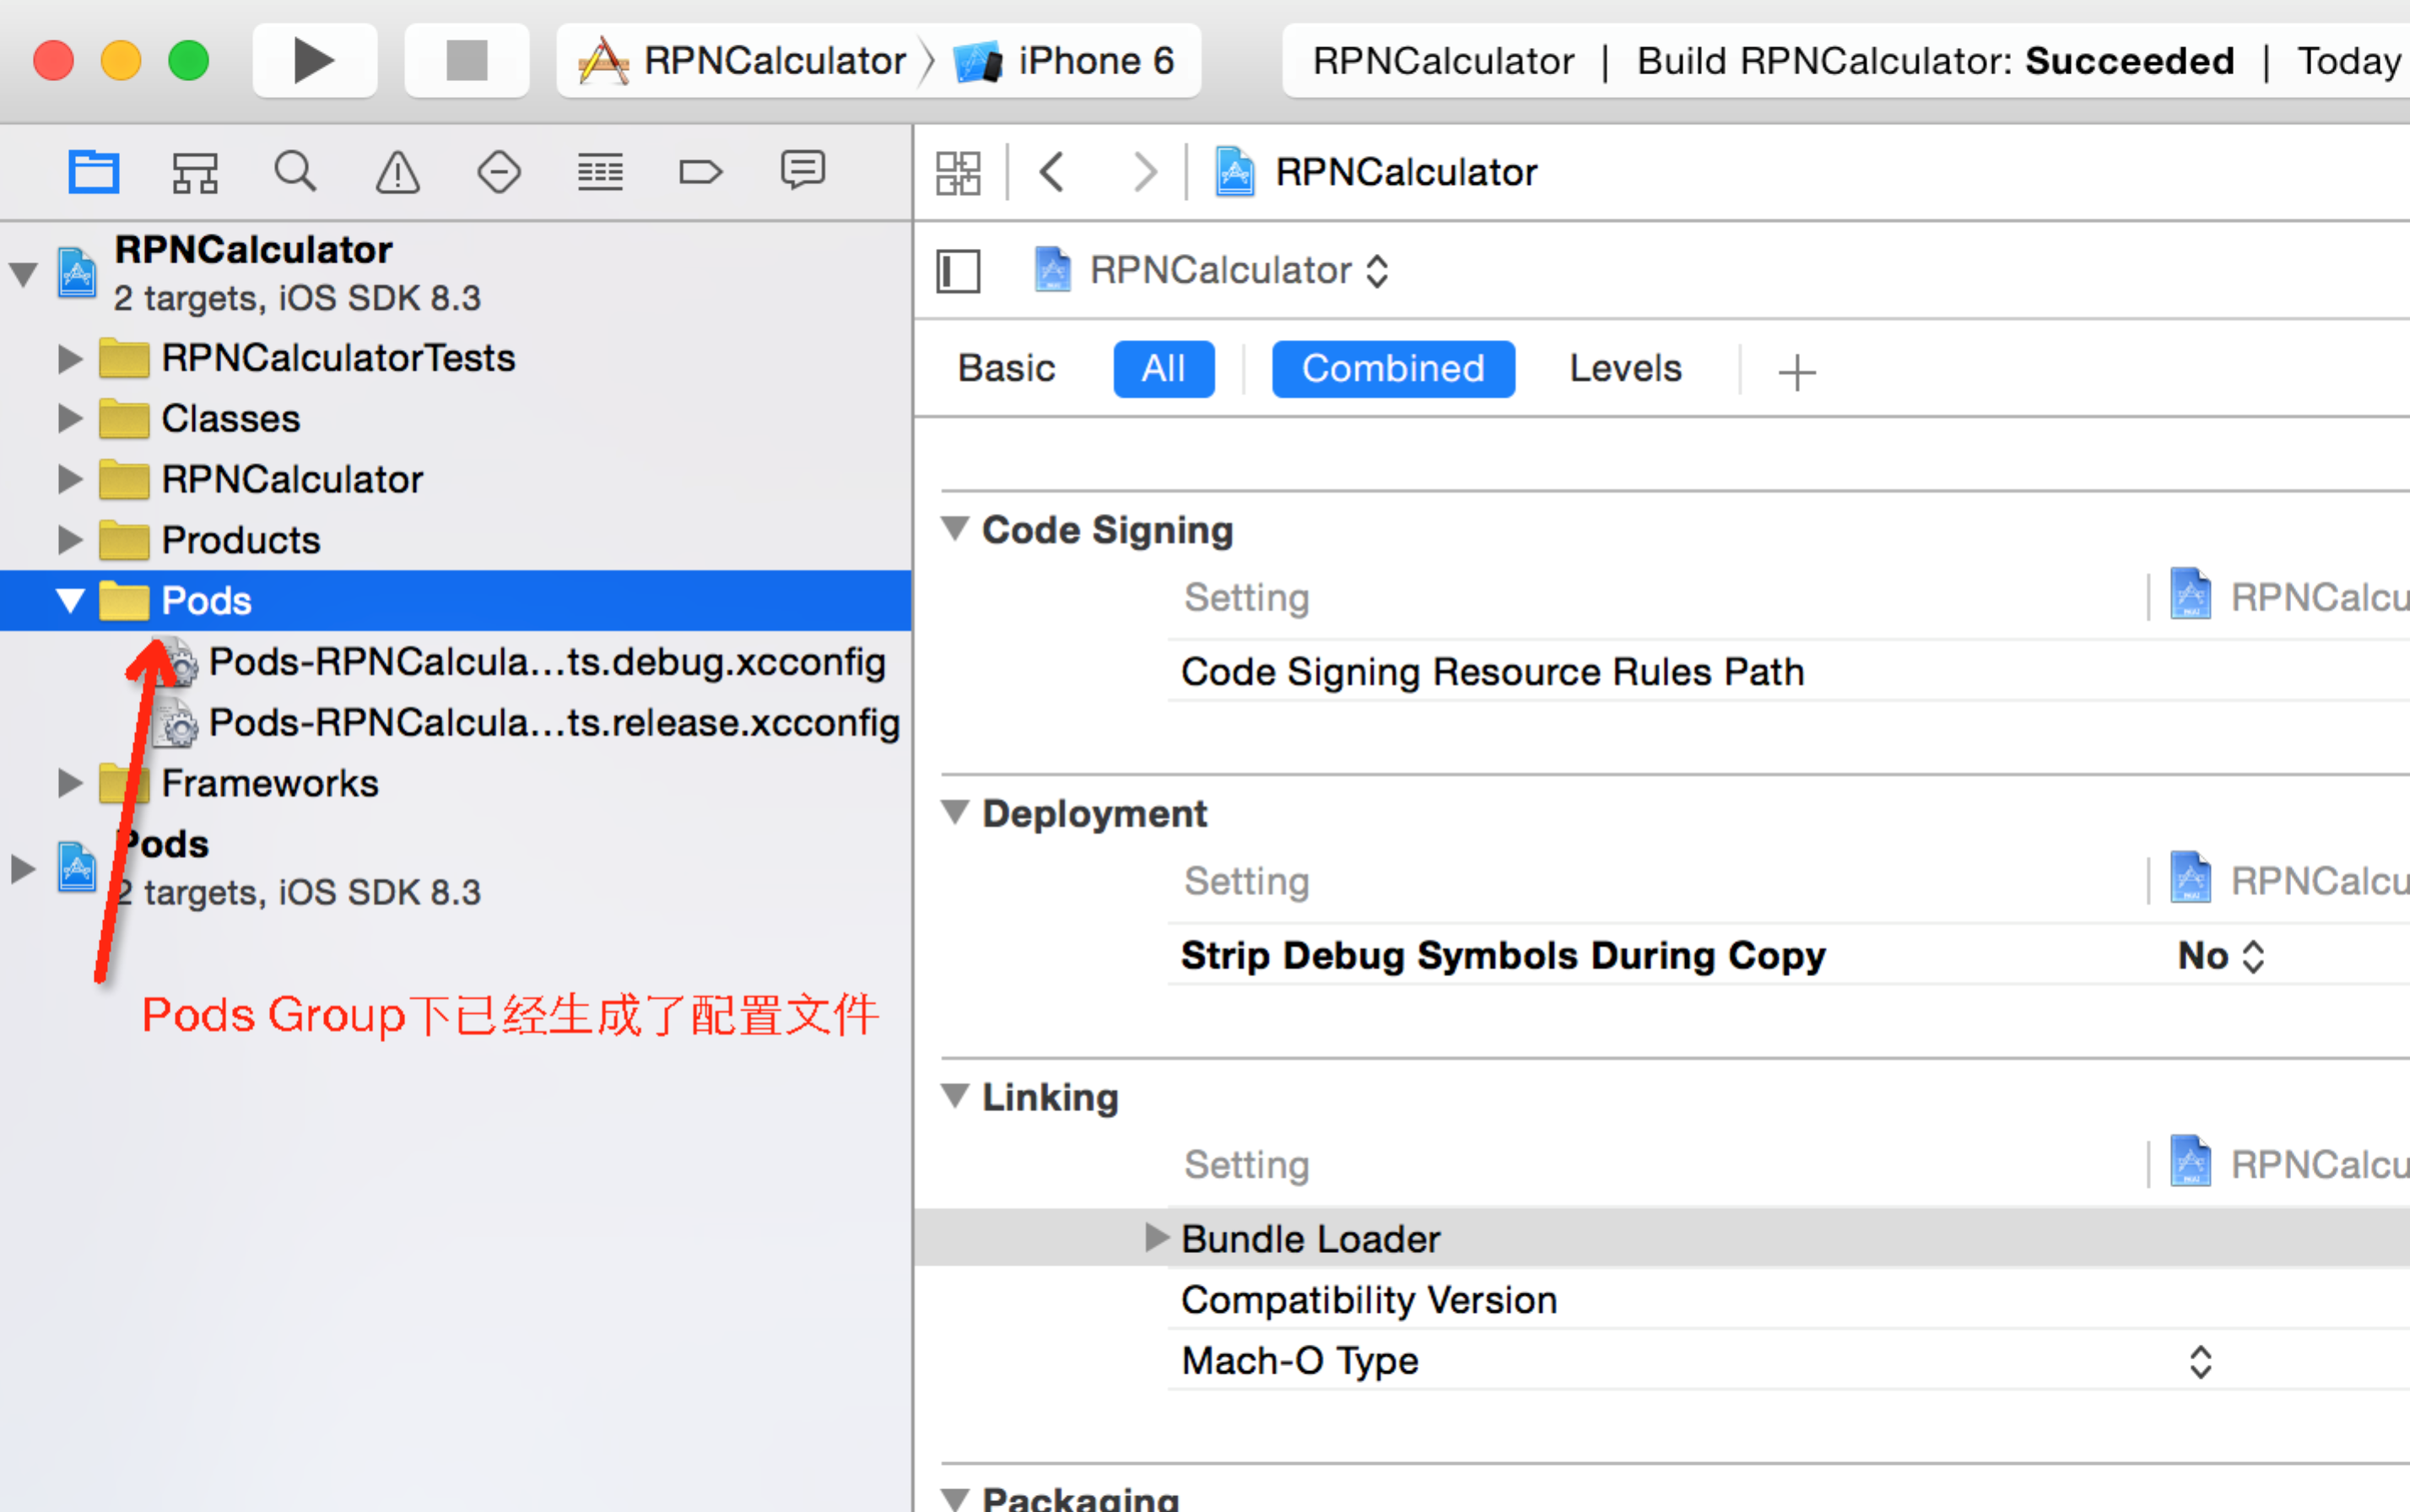 RPNCalculator
iPhone 6
RPNCalculator | Build RPNCalculator: Succeeded | Today
RPNCalculator
2 targets, iOS SDK 8.3
RPNCalculatorTests
Classes
RPNCalculator
Products
Pods
Pods-RPNCalcula...ts.debug.xcconfig
Pods-RPNCalcula...ts.release.xcconfig
Frameworks
Pods
2 targets, iOS SDK 8.3
Pods Group下已经生成了配置文件
RPNCalculator
RPNCalculator
Basic All Combined Levels
Code Signing
Setting RPNCalcu
Code Signing Resource Rules Path
Deployment
Setting RPNCalcu
Strip Debug Symbols During Copy No
Linking
Setting RPNCalcu
Bundle Loader
Compatibility Version
Mach-O Type
Packaging